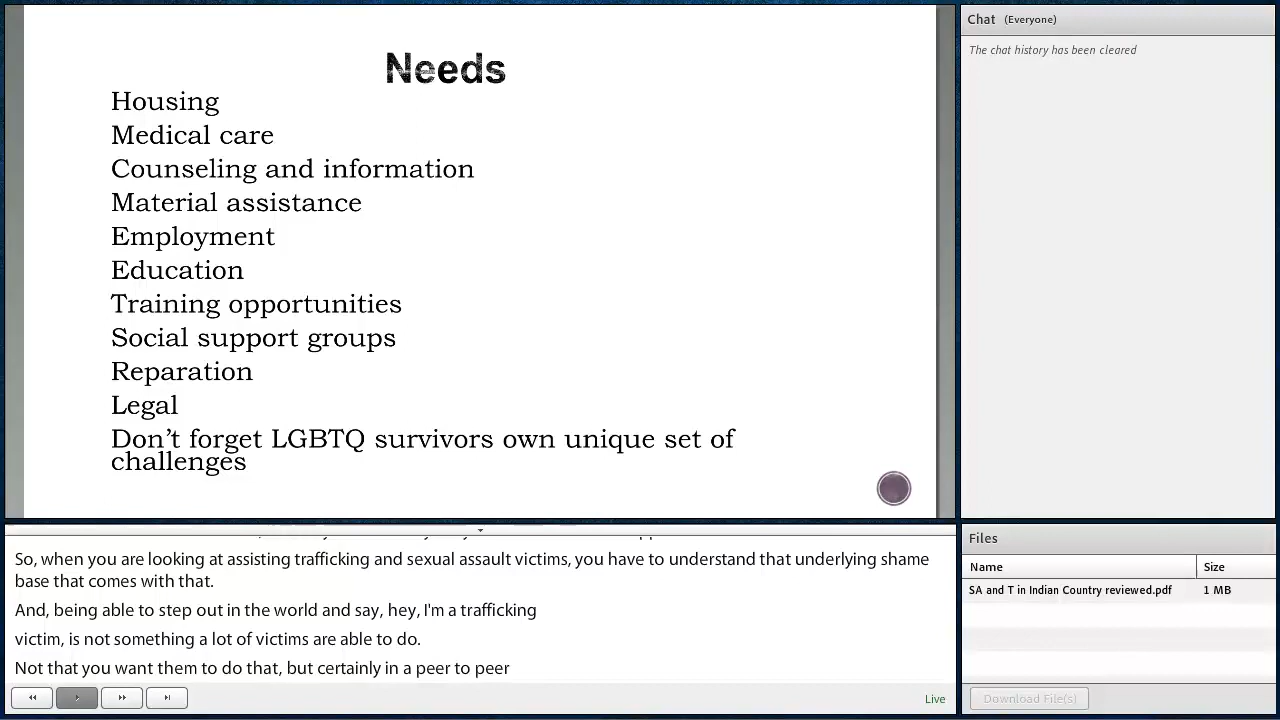 Needs
Housing
Medical care
Counseling and information
Material assistance
Employment
Education
Training opportunities
Social support groups
Reparation
Legal
Don't forget LGBTQ survivors own unique set of
challenges
So, when you are looking at assisting trafficking and sexual assault victims, you have to understand that underlying shame
base that comes with that.
And, being able to step out in the world and say, hey, I'm a trafficking
victim, is not something a lot of victims are able to do.
Not that you want them to do that, but certainly in a peer to peer
Live
Chat (Everyone)
The chat history has been cleared
Files
Name Size
SA and T in Indian Country reviewed.pdf 1 MB
Download File(s)